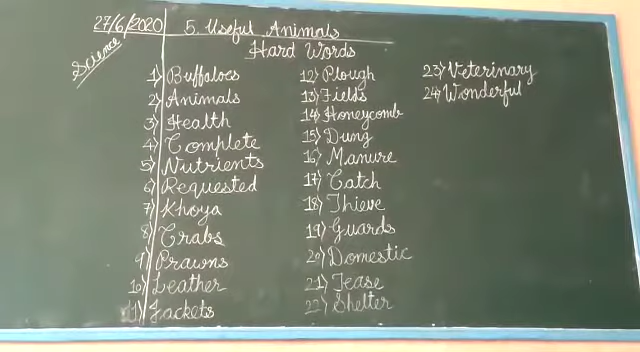 27/6/2020
5. Useful Animals
Science
Hard Words
1) Buffaloes
2) Animals
3) Health
4) Complete
5) Nutrients
6) Requested
7) Khoya
8) Crabs
9) Prawns
10) Leather
11) Jackets
12) Plough
13) Fields
14) Honeycomb
15) Dung
16) Manure
17) Catch
18) Thieve
19) Guards
20) Domestic
21) Tease
22) Shelter
23) Veterinary
24) Wonderful